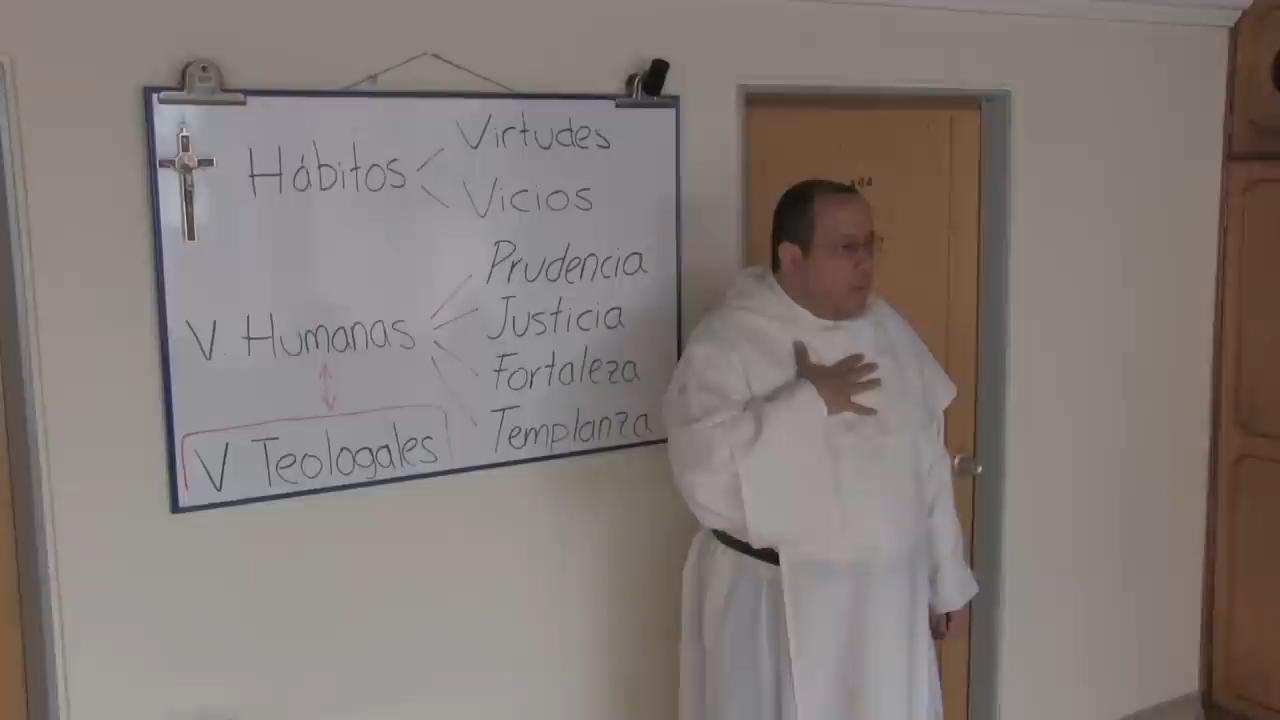 Hábitos
Virtudes
Vicios
V. Humanas
Prudencia
Justicia
Fortaleza
Templanza
V Teologales